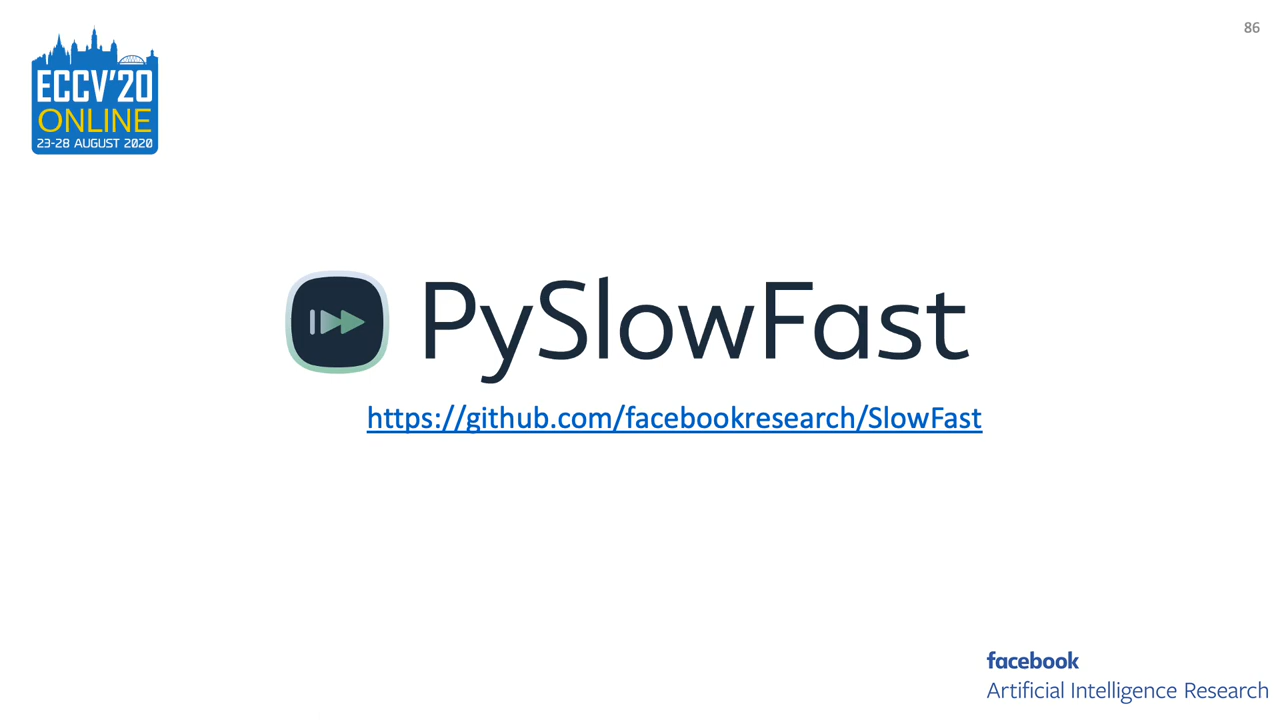 86
ECCV'20
ONLINE
23-28 AUGUST 2020
PySlowFast
https://github.com/facebookresearch/SlowFast
facebook
Artificial Intelligence Research